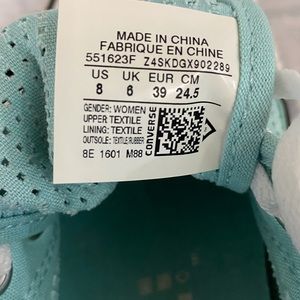 MADE IN CHINA
FABRIQUE EN CHINE
551623F Z4SKDGX902289
US UK EUR CM
8 6 39 24.5
GENDER: WOMEN
UPPER TEXTILE
LINING: TEXTILE
OUTSOLE: TEXTILE/RUBBER
8E 1601 M88
CONVERSE